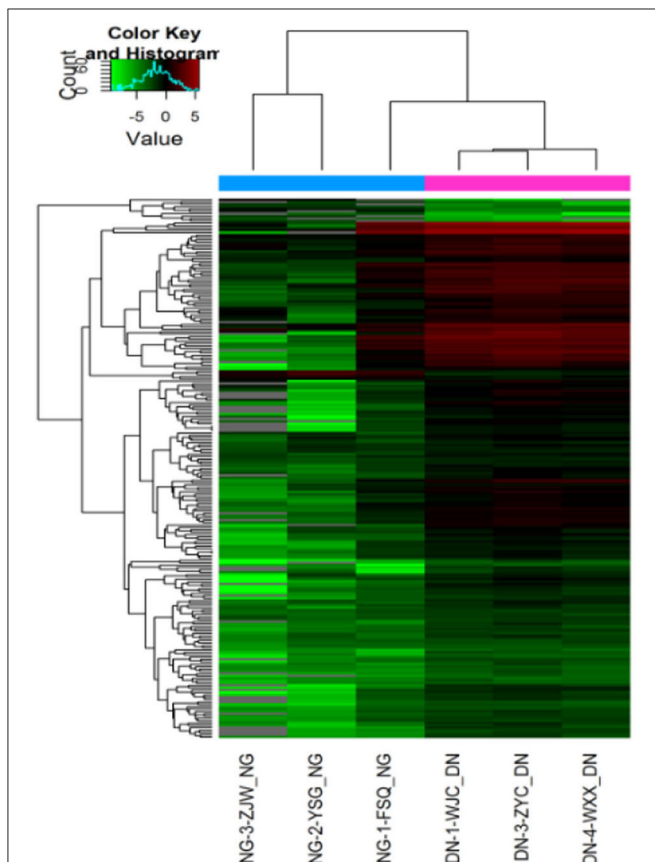 Color Key
and Histogram
Count
0 60
-5 0 5
Value
NG-3-ZJW_NG
NG-2-YSG_NG
NG-1-FSQ_NG
DN-1-WJC_DN
DN-3-ZYC_DN
DN-4-WXX_DN